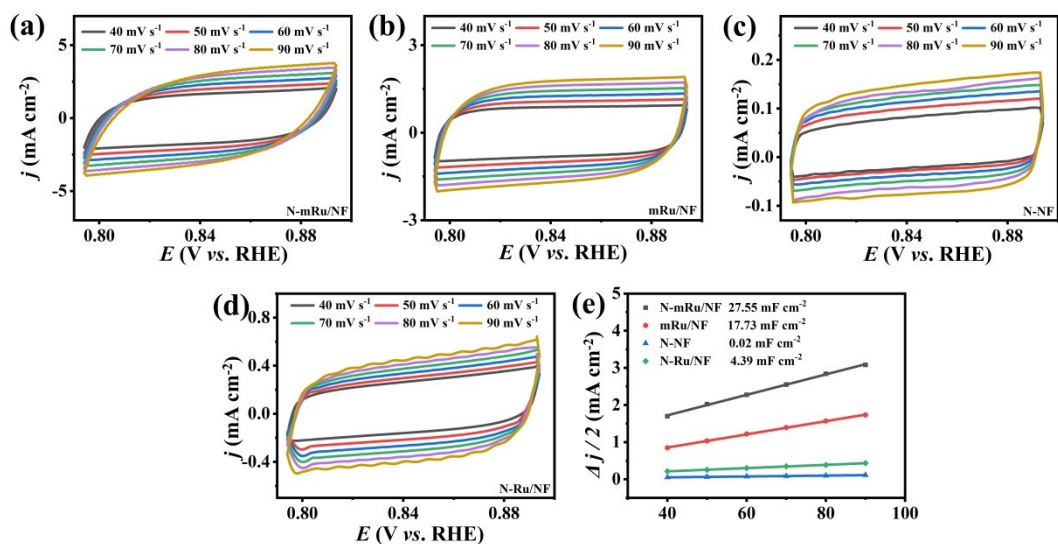 (a)
40 mV s⁻¹ 50 mV s⁻¹ 60 mV s⁻¹
70 mV s⁻¹ 80 mV s⁻¹ 90 mV s⁻¹
5
0
-5
j (mA cm⁻²)
N-mRu/NF
0.80 0.84 0.88
E (V vs. RHE)
(b)
40 mV s⁻¹ 50 mV s⁻¹ 60 mV s⁻¹
70 mV s⁻¹ 80 mV s⁻¹ 90 mV s⁻¹
3
0
-3
j (mA cm⁻²)
mRu/NF
0.80 0.84 0.88
E (V vs. RHE)
(c)
40 mV s⁻¹ 50 mV s⁻¹ 60 mV s⁻¹
70 mV s⁻¹ 80 mV s⁻¹ 90 mV s⁻¹
0.2
0.1
0.0
-0.1
j (mA cm⁻²)
N-NF
0.80 0.84 0.88
E (V vs. RHE)
(d)
40 mV s⁻¹ 50 mV s⁻¹ 60 mV s⁻¹
70 mV s⁻¹ 80 mV s⁻¹ 90 mV s⁻¹
0.8
0.4
0.0
-0.4
j (mA cm⁻²)
N-Ru/NF
0.80 0.84 0.88
E (V vs. RHE)
(e)
N-mRu/NF 27.55 mF cm⁻²
mRu/NF 17.73 mF cm⁻²
N-NF 0.02 mF cm⁻²
N-Ru/NF 4.39 mF cm⁻²
5
4
3
2
1
0
Δ j / 2 (mA cm⁻²)
40 60 80 100